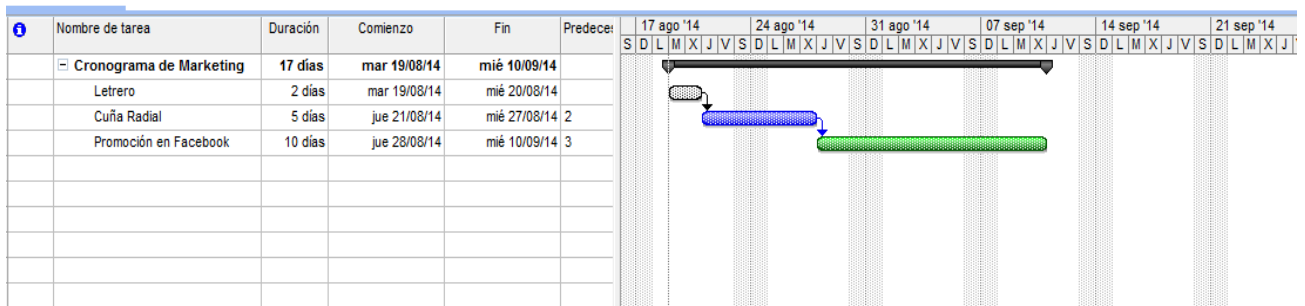 Nombre de tarea Duración Comienzo Fin Predeces 17 ago '14 24 ago '14 31 ago '14 07 sep '14 14 sep '14 21 sep '14
S D L M X J V S D L M X J V S D L M X J V S D L M X J V S D L M X J V S D L M X J
Cronograma de Marketing 17 días mar 19/08/14 mié 10/09/14
Letrero 2 días mar 19/08/14 mié 20/08/14
Cuña Radial 5 días jue 21/08/14 mié 27/08/14 2
Promoción en Facebook 10 días jue 28/08/14 mié 10/09/14 3